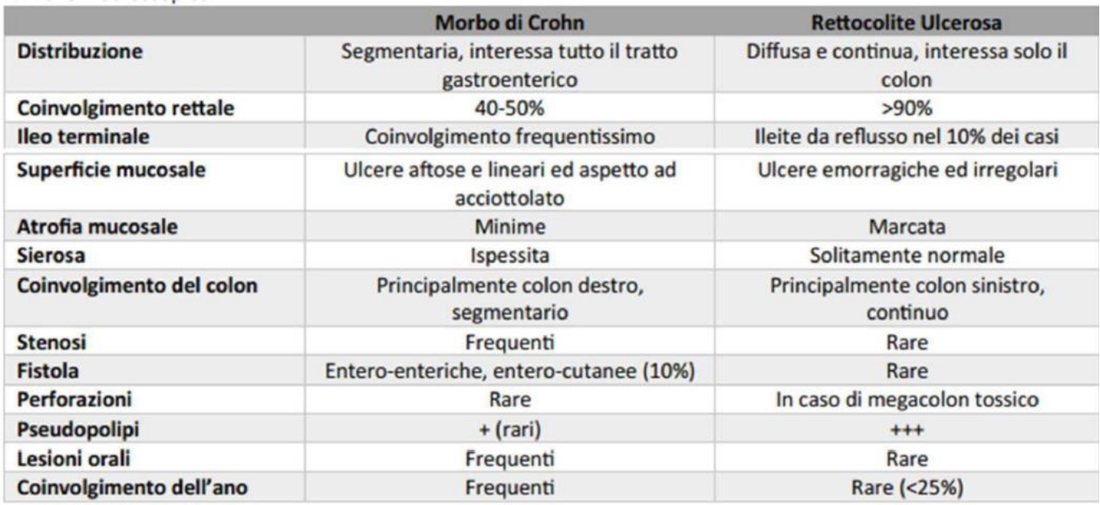 Morbo di Crohn Rettocolite Ulcerosa
Distribuzione Segmentaria, interessa tutto il tratto Diffusa e continua, interessa solo il
gastroenterico colon
Coinvolgimento rettale 40-50% >90%
Ileo terminale Coinvolgimento frequentissimo Ileite da reflusso nel 10% dei casi
Superficie mucosale Ulcere aftose e lineari ed aspetto ad Ulcere emorragiche ed irregolari
acciottolato
Atrofia mucosale Minime Marcata
Sierosa Ispessita Solitamente normale
Coinvolgimento del colon Principalmente colon destro, Principalmente colon sinistro,
segmentario continuo
Stenosi Frequenti Rare
Fistola Entero-enteriche, entero-cutanee (10%) Rare
Perforazioni Rare In caso di megacolon tossico
Pseudopolipi + (rari) +++
Lesioni orali Frequenti Rare
Coinvolgimento dell'ano Frequenti Rare (<25%)